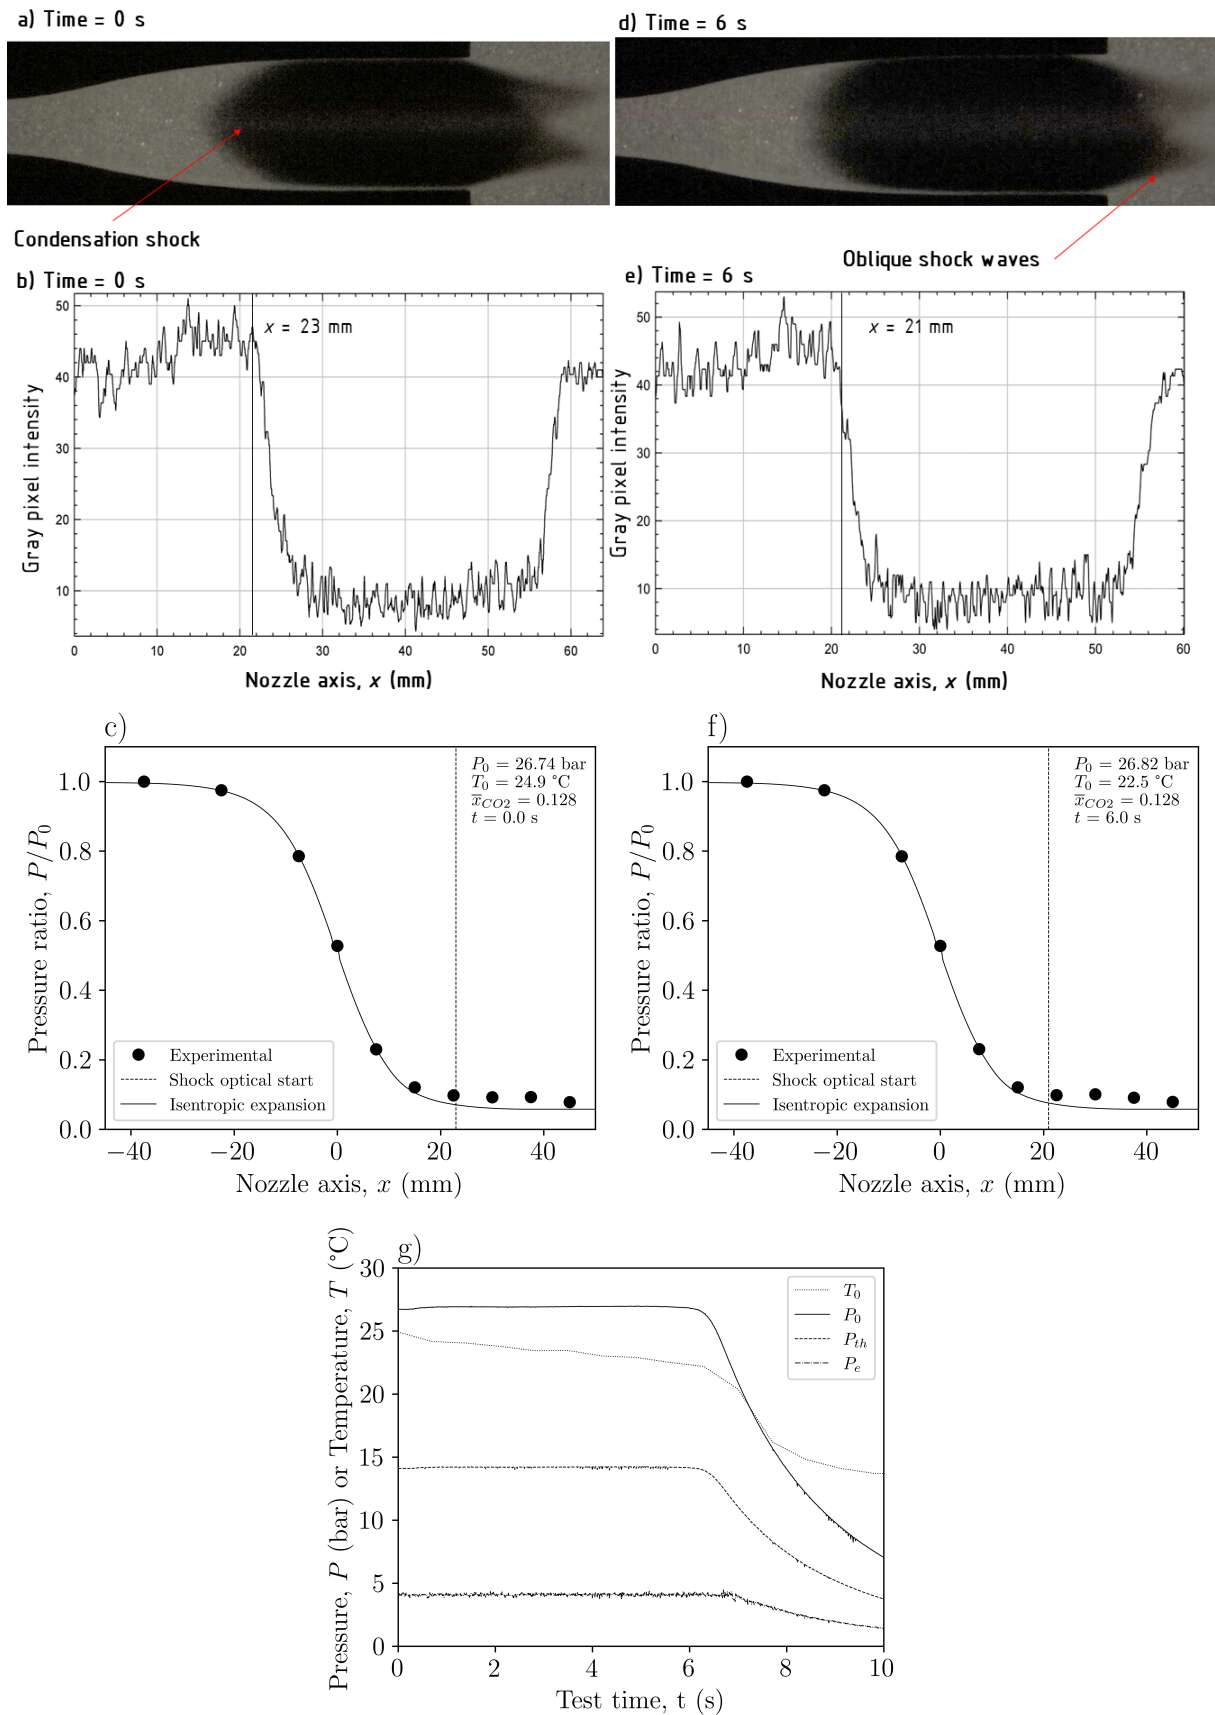 a) Time = 0 s
d) Time = 6 s
Condensation shock
Oblique shock waves
b) Time = 0 s
50
40
30
20
10
0
10
20
30
40
50
60
x = 23 mm
Gray pixel intensity
Nozzle axis, x (mm)
e) Time = 6 s
50
40
30
20
10
0
10
20
30
40
50
60
x = 21 mm
Gray pixel intensity
Nozzle axis, x (mm)
c)
1.0
0.8
0.6
0.4
0.2
0.0
−40
−20
0
20
40
Pressure ratio, P/P0
Nozzle axis, x (mm)
P0 = 26.74 bar
T0 = 24.9 °C
x̅CO2 = 0.128
t = 0.0 s
Experimental
Shock optical start
Isentropic expansion
f)
1.0
0.8
0.6
0.4
0.2
0.0
−40
−20
0
20
40
Pressure ratio, P/P0
Nozzle axis, x (mm)
P0 = 26.82 bar
T0 = 22.5 °C
x̅CO2 = 0.128
t = 6.0 s
Experimental
Shock optical start
Isentropic expansion
g)
30
25
20
15
10
5
0
0
2
4
6
8
10
Pressure, P (bar) or Temperature, T (°C)
Test time, t (s)
T0
P0
Pth
Pe